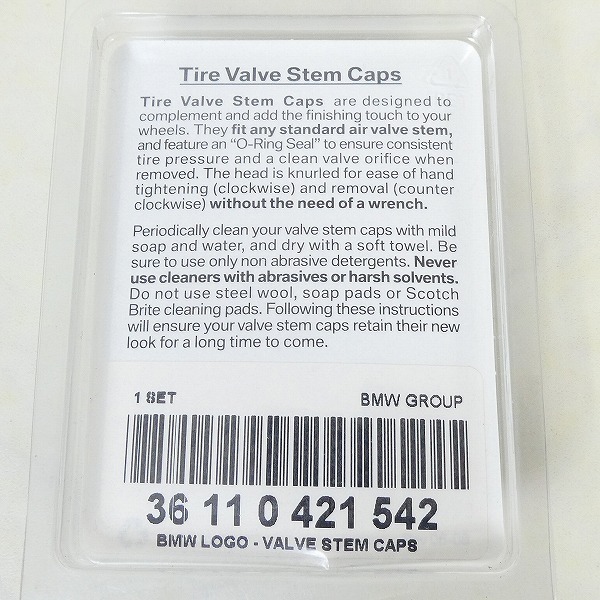 Tire Valve Stem Caps
Tire Valve Stem Caps are designed to
complement and add the finishing touch to your
wheels. They fit any standard air valve stem,
and feature an “O-Ring Seal” to ensure consistent
tire pressure and a clean valve orifice when
removed. The head is knurled for ease of hand
tightening (clockwise) and removal (counter
clockwise) without the need of a wrench.
Periodically clean your valve stem caps with mild
soap and water, and dry with a soft towel. Be
sure to use only non abrasive detergents. Never
use cleaners with abrasives or harsh solvents.
Do not use steel wool, soap pads or Scotch
Brite cleaning pads. Following these instructions
will ensure your valve stem caps retain their new
look for a long time to come.
1 SET BMW GROUP
36 11 0 421 542
BMW LOGO - VALVE STEM CAPS